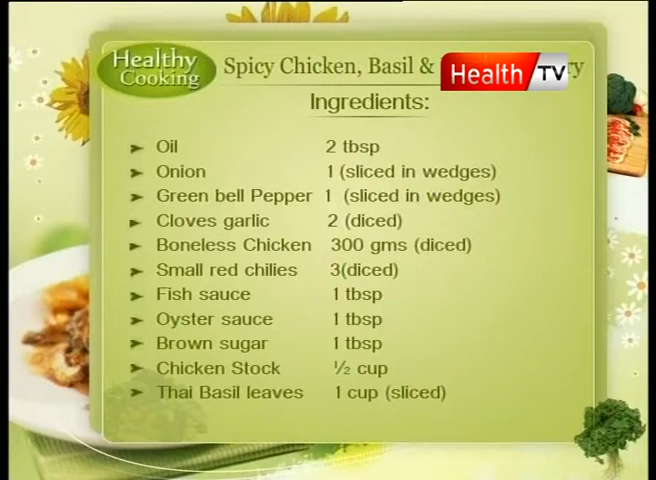 Healthy
Cooking
Spicy Chicken, Basil &
Health TV
Ingredients:
Oil 2 tbsp
Onion 1 (sliced in wedges)
Green bell Pepper 1 (sliced in wedges)
Cloves garlic 2 (diced)
Boneless Chicken 300 gms (diced)
Small red chilies 3(diced)
Fish sauce 1 tbsp
Oyster sauce 1 tbsp
Brown sugar 1 tbsp
Chicken Stock ½ cup
Thai Basil leaves 1 cup (sliced)